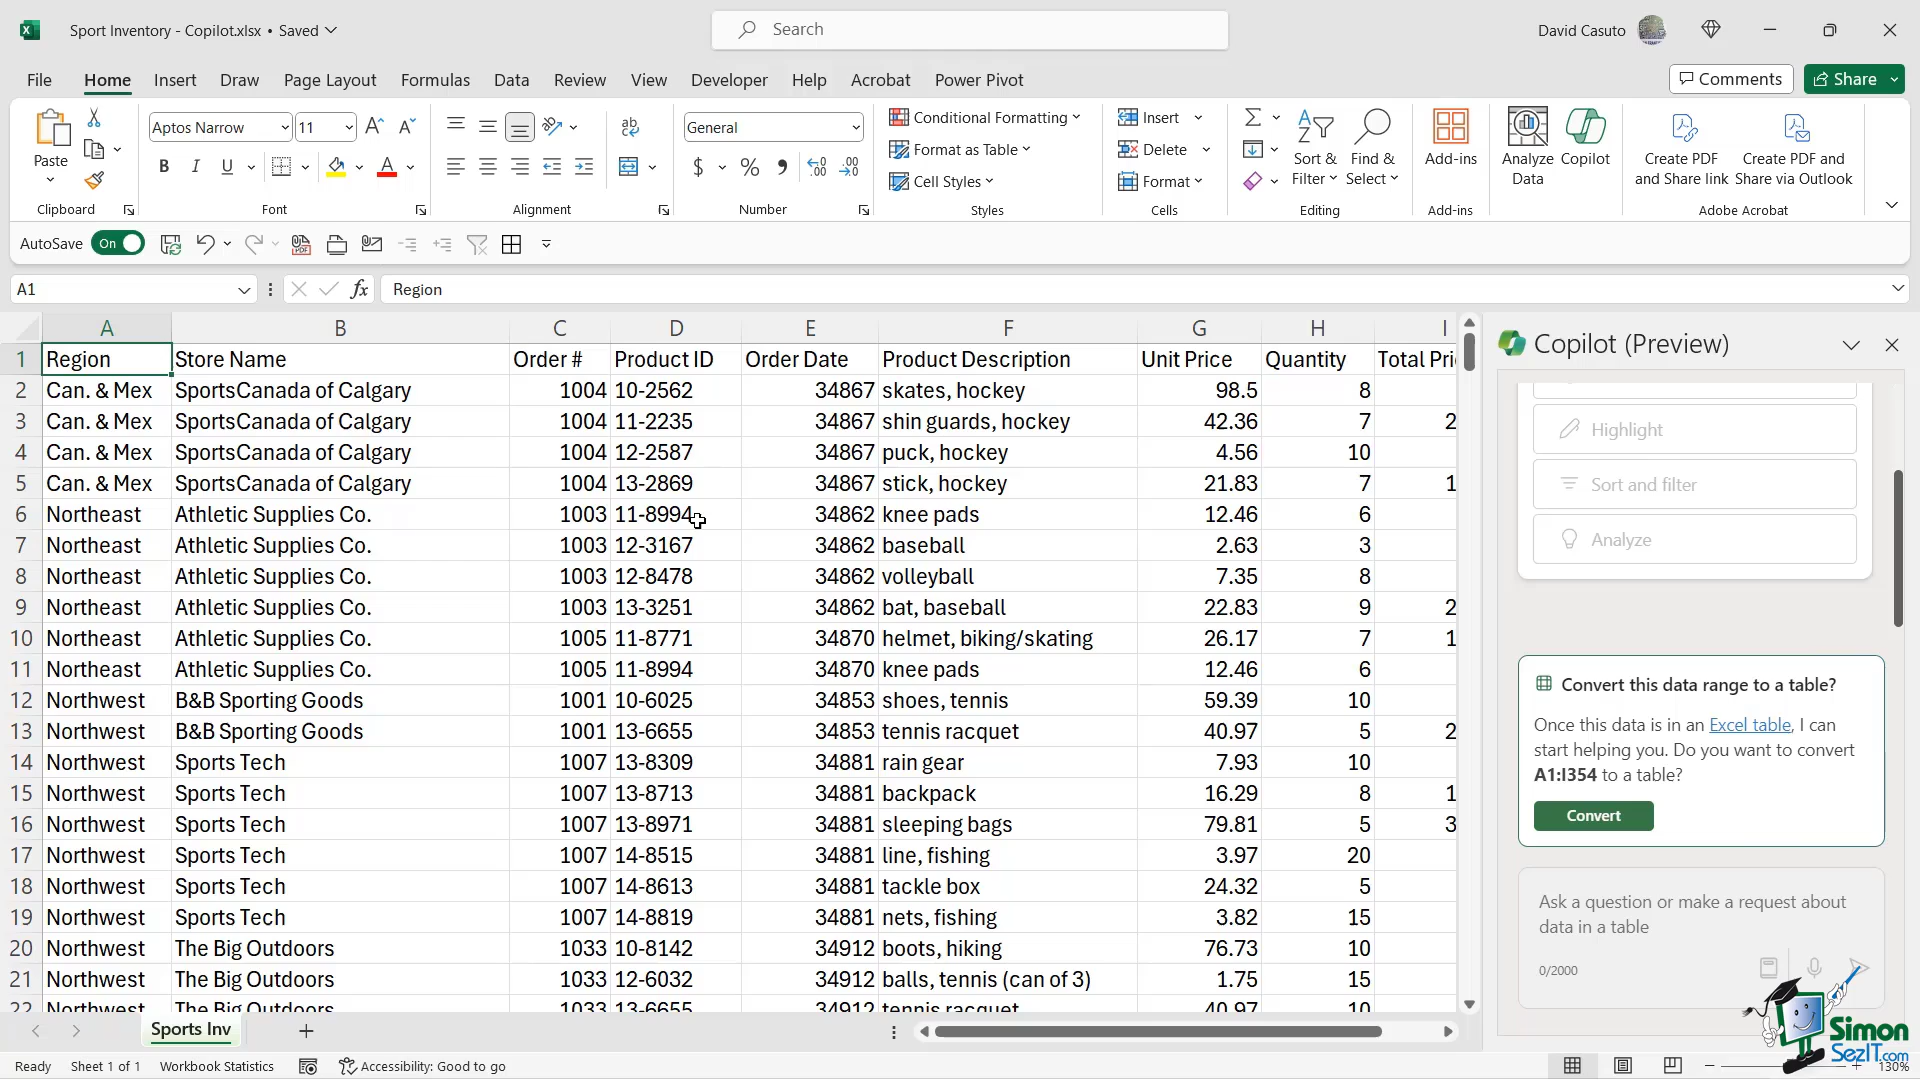 Sport Inventory - Copilot.xlsx • Saved
Search
David Casuto
File Home Insert Draw Page Layout Formulas Data Review View Developer Help Acrobat Power Pivot
Comments Share
Paste
Clipboard
Aptos Narrow 11
B I U
Font
Alignment
General
$ % 9
Number
Conditional Formatting
Format as Table
Cell Styles
Styles
Insert
Delete
Format
Cells
Sort & Filter
Find & Select
Editing
Add-ins
Add-ins
Analyze Data
Copilot
Create PDF and Share link
Create PDF and Share via Outlook
Adobe Acrobat
AutoSave On
A1 fx Region
A B C D E F G H I
1 Region Store Name Order # Product ID Order Date Product Description Unit Price Quantity Total Pri
2 Can. & Mex SportsCanada of Calgary 1004 10-2562 34867 skates, hockey 98.5 8
3 Can. & Mex SportsCanada of Calgary 1004 11-2235 34867 shin guards, hockey 42.36 7 2
4 Can. & Mex SportsCanada of Calgary 1004 12-2587 34867 puck, hockey 4.56 10
5 Can. & Mex SportsCanada of Calgary 1004 13-2869 34867 stick, hockey 21.83 7 1
6 Northeast Athletic Supplies Co. 1003 11-8994 34862 knee pads 12.46 6
7 Northeast Athletic Supplies Co. 1003 12-3167 34862 baseball 2.63 3
8 Northeast Athletic Supplies Co. 1003 12-8478 34862 volleyball 7.35 8
9 Northeast Athletic Supplies Co. 1003 13-3251 34862 bat, baseball 22.83 9 2
10 Northeast Athletic Supplies Co. 1005 11-8771 34870 helmet, biking/skating 26.17 7 1
11 Northeast Athletic Supplies Co. 1005 11-8994 34870 knee pads 12.46 6
12 Northwest B&B Sporting Goods 1001 10-6025 34853 shoes, tennis 59.39 10
13 Northwest B&B Sporting Goods 1001 13-6655 34853 tennis racquet 40.97 5 2
14 Northwest Sports Tech 1007 13-8309 34881 rain gear 7.93 10
15 Northwest Sports Tech 1007 13-8713 34881 backpack 16.29 8 1
16 Northwest Sports Tech 1007 13-8971 34881 sleeping bags 79.81 5 3
17 Northwest Sports Tech 1007 14-8515 34881 line, fishing 3.97 20
18 Northwest Sports Tech 1007 14-8613 34881 tackle box 24.32 5
19 Northwest Sports Tech 1007 14-8819 34881 nets, fishing 3.82 15
20 Northwest The Big Outdoors 1033 10-8142 34912 boots, hiking 76.73 10
21 Northwest The Big Outdoors 1033 12-6032 34912 balls, tennis (can of 3) 1.75 15
22 Northwest The Big Outdoors 1033 13-6655 34912 tennis racquet 40.97 10
Copilot (Preview)
Highlight
Sort and filter
Analyze
Convert this data range to a table?
Once this data is in an Excel table, I can
start helping you. Do you want to convert
A1:I354 to a table?
Convert
Ask a question or make a request about
data in a table
0/2000
Sports Inv
Ready Sheet 1 of 1 Workbook Statistics Accessibility: Good to go
130%
Simon
SezIT.com